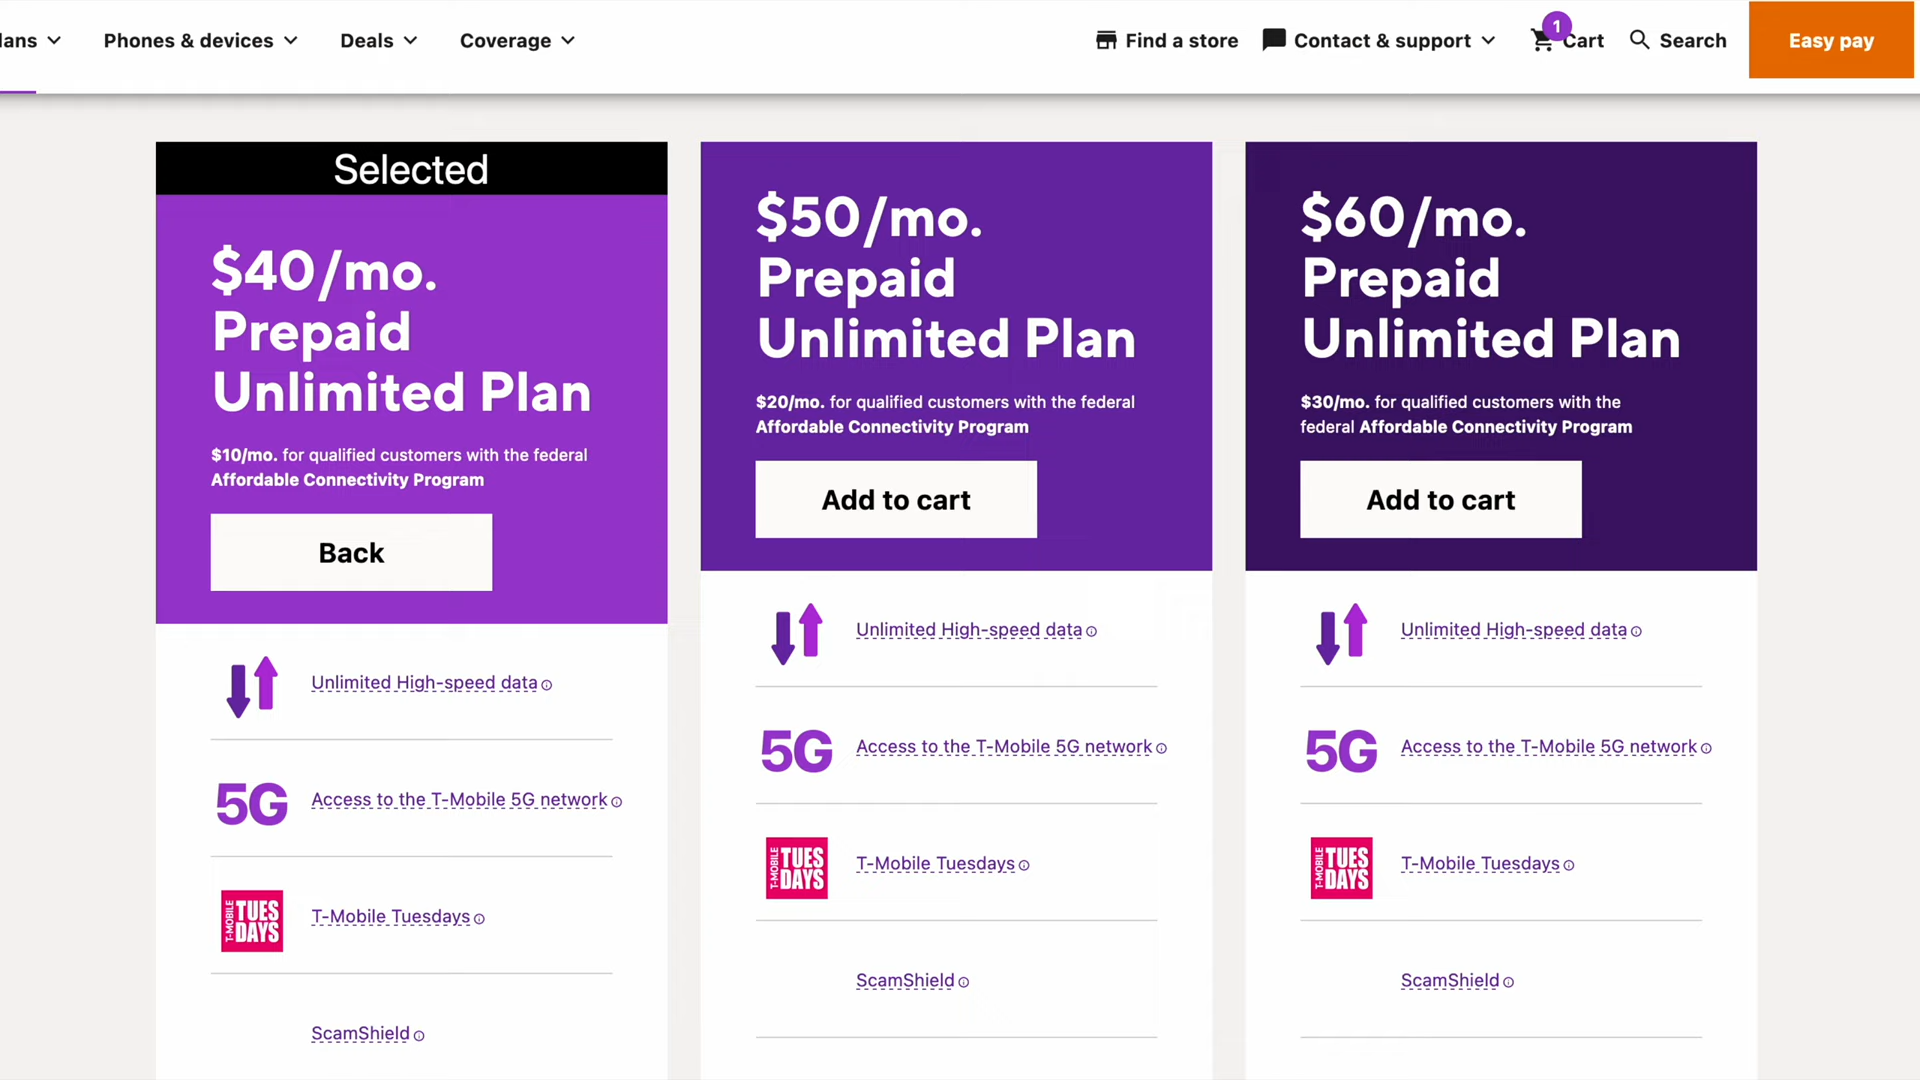 lans
Phones & devices
Deals
Coverage
Find a store
Contact & support
1
Cart
Search
Easy pay
Selected
$40/mo.
Prepaid
Unlimited Plan
$10/mo. for qualified customers with the federal
Affordable Connectivity Program
Back
Unlimited High-speed data
5G
Access to the T-Mobile 5G network
T-MOBILE
TUES
DAYS
T-Mobile Tuesdays
ScamShield
$50/mo.
Prepaid
Unlimited Plan
$20/mo. for qualified customers with the federal
Affordable Connectivity Program
Add to cart
Unlimited High-speed data
5G
Access to the T-Mobile 5G network
T-MOBILE
TUES
DAYS
T-Mobile Tuesdays
ScamShield
$60/mo.
Prepaid
Unlimited Plan
$30/mo. for qualified customers with the
federal Affordable Connectivity Program
Add to cart
Unlimited High-speed data
5G
Access to the T-Mobile 5G network
T-MOBILE
TUES
DAYS
T-Mobile Tuesdays
ScamShield